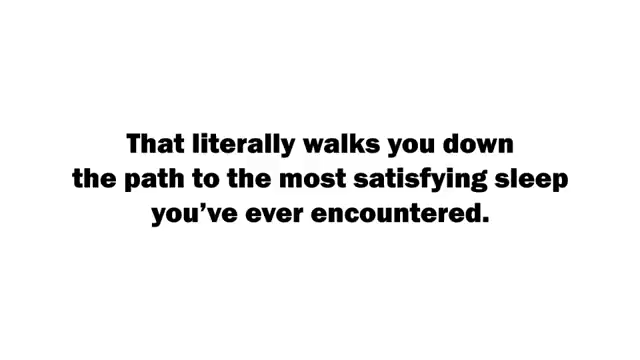 That literally walks you down
the path to the most satisfying sleep
you’ve ever encountered.